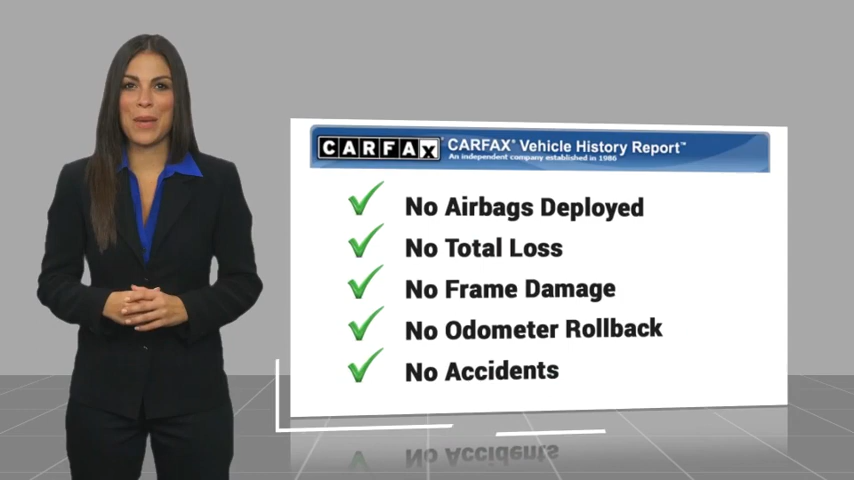 CARFAX® CARFAX® Vehicle History Report™
An independent company established in 1986
No Airbags Deployed
No Total Loss
No Frame Damage
No Odometer Rollback
No Accidents
No Accidents